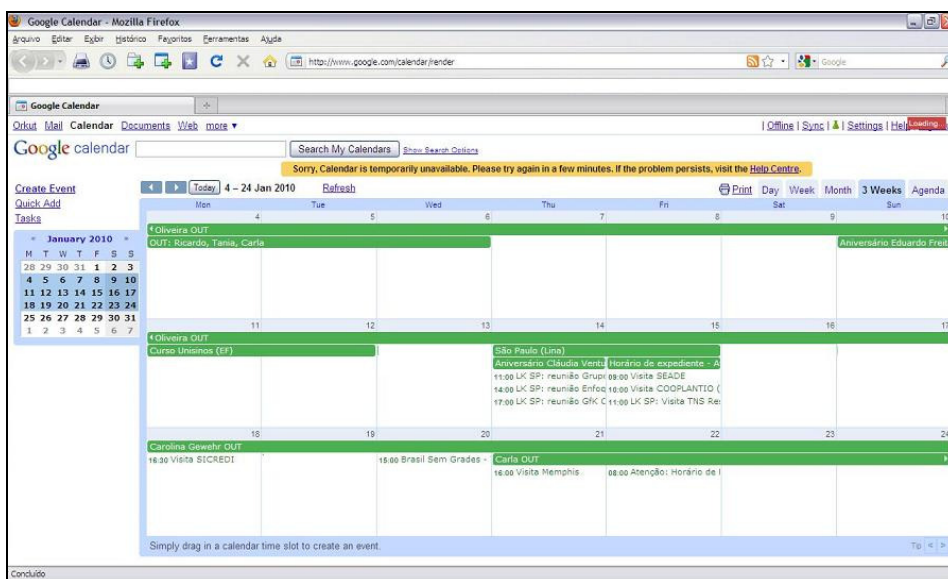 Google Calendar - Mozilla Firefox
Arquivo Editar Exibir Histórico Favoritos Ferramentas Ajuda
http://www.google.com/calendar/render Google
Google Calendar
Orkut Mail Calendar Documents Web more ▼ | Offline | Sync | | Settings | Help Loading...
Google calendar Search My Calendars Show Search Options
Sorry, Calendar is temporarily unavailable. Please try again in a few minutes. If the problem persists, visit the Help Centre.
Create Event Today 4 – 24 Jan 2010 Refresh Print Day Week Month 3 Weeks Agenda
Quick Add
Tasks
« January 2010 »
M T W T F S S
28 29 30 31 1 2 3
4 5 6 7 8 9 10
11 12 13 14 15 16 17
18 19 20 21 22 23 24
25 26 27 28 29 30 31
1 2 3 4 5 6 7
Mon Tue Wed Thu Fri Sat Sun
4 5 6 7 8 9 10
Oliveira OUT
OUT: Ricardo, Tania, Carla Aniversário Eduardo Freit
11 12 13 14 15 16 17
Oliveira OUT
Curso Unisinos (EF) São Paulo (Lina)
Aniversário Cláudia Ventu Horário de expediente - A
11:00 LK SP: reunião Grup 09:00 Visita SEADE
14:00 LK SP: reunião Enfoq 10:00 Visita COOPLANTIO (
17:00 LK SP: reunião GfK C 11:00 LK SP: Visita TNS Re
18 19 20 21 22 23 24
Carolina Gewehr OUT
16:30 Visita SICREDI 15:00 Brasil Sem Grades - Carla OUT
16:00 Visita Memphis 08:00 Atenção: Horário de
Simply drag in a calendar time slot to create an event. Tip < >
Concluído